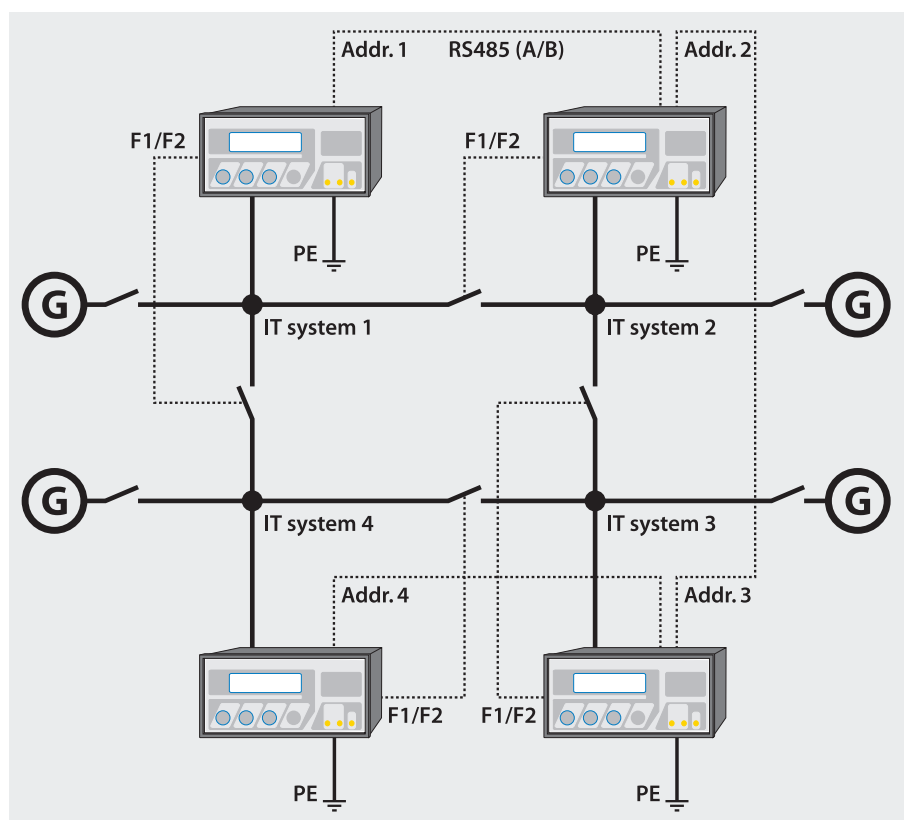 Addr. 1 RS485 (A/B) Addr. 2
F1/F2 F1/F2
PE PE
G G
IT system 1 IT system 2
G G
IT system 4 IT system 3
Addr. 4 Addr. 3
F1/F2 F1/F2
PE PE